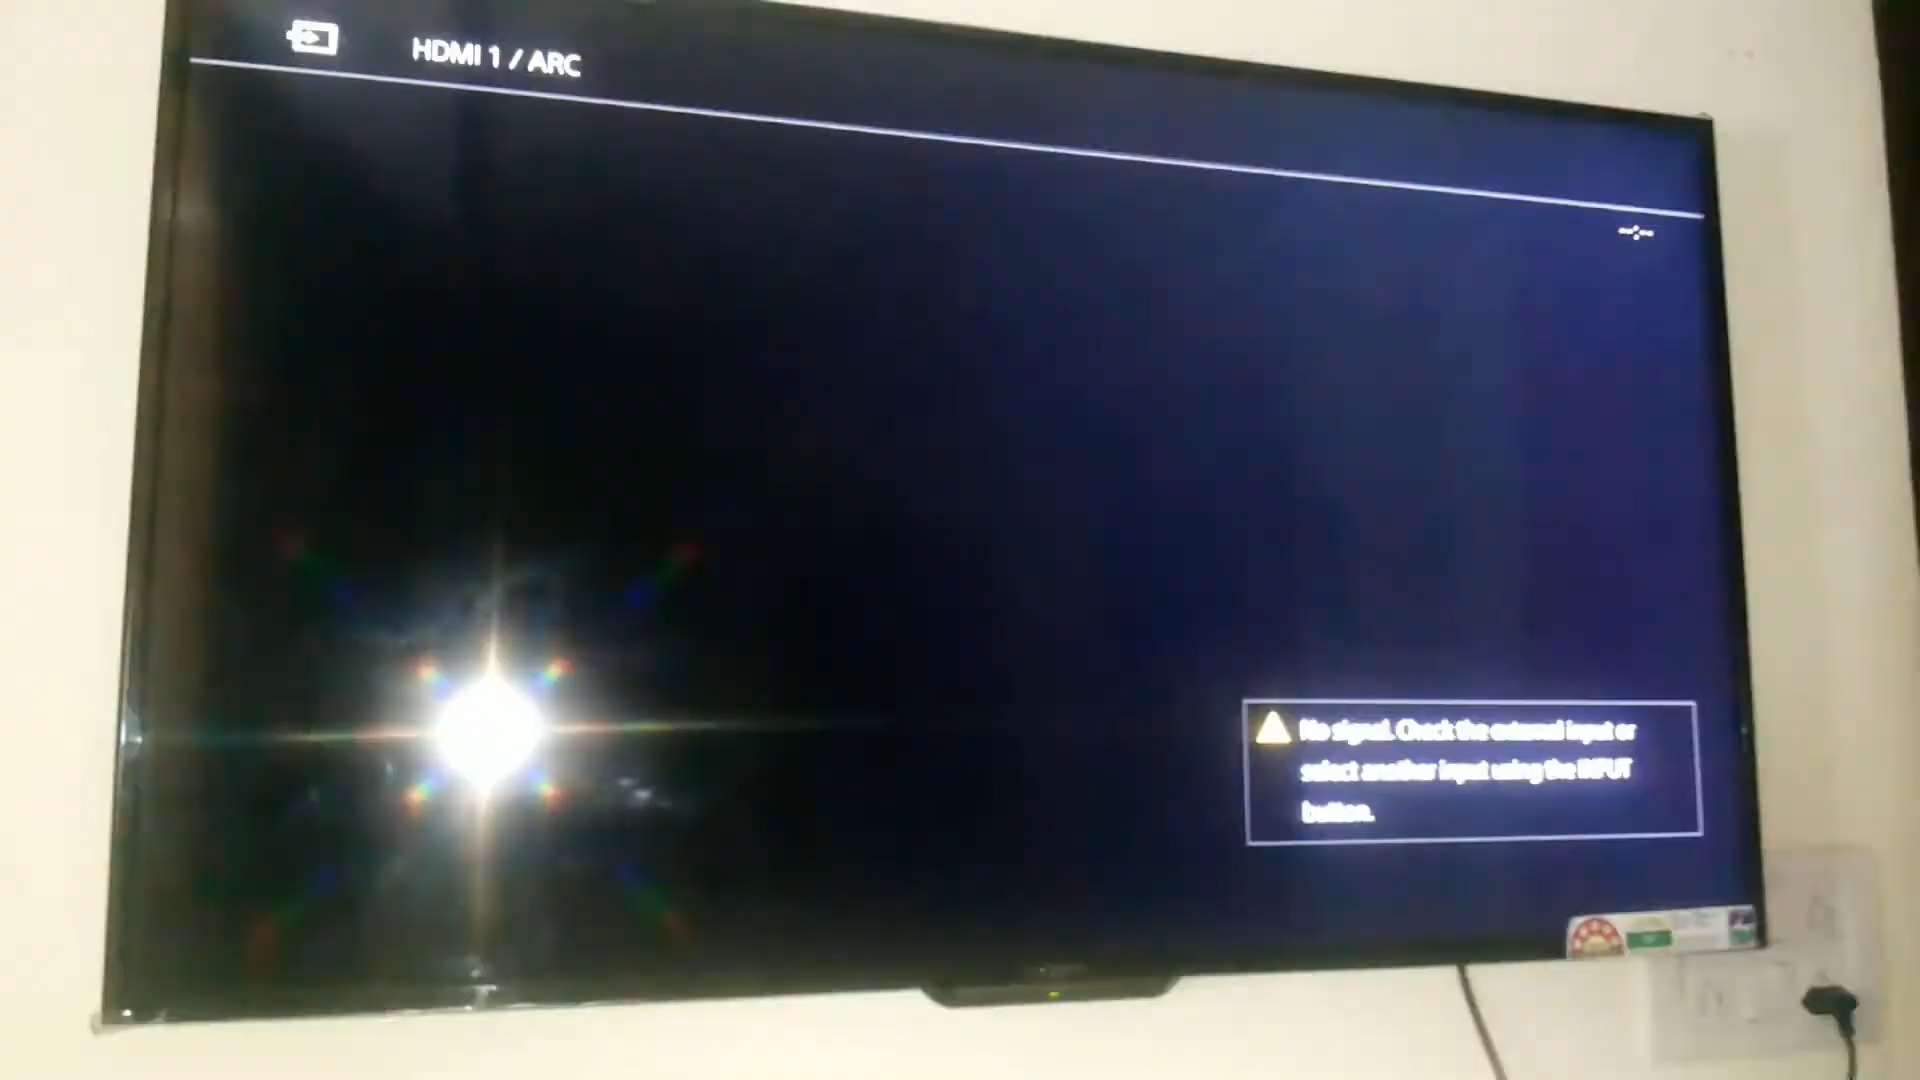 HDMI 1 / ARC
--:--
No signal. Check the external input or
select another input using the INPUT
button.